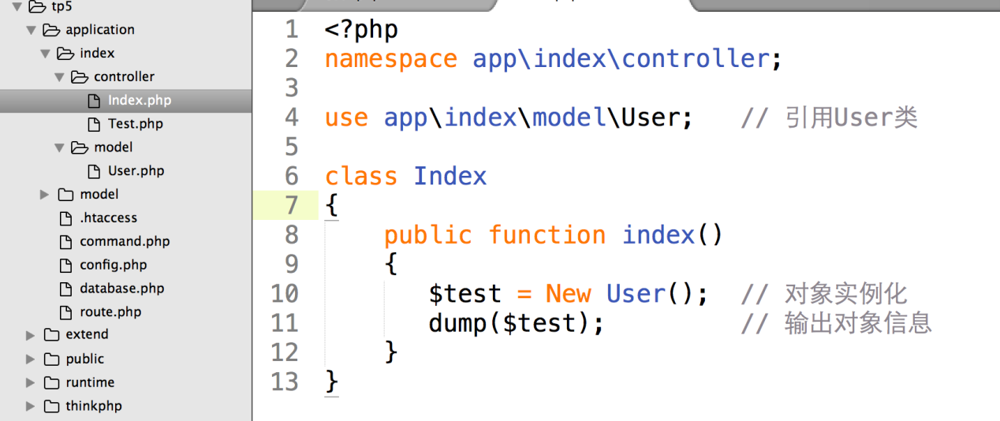 tp5
application
index
controller
Index.php
Test.php
model
User.php
model
.htaccess
command.php
config.php
database.php
route.php
extend
public
runtime
thinkphp
1 <?php
2 namespace app\index\controller;
3
4 use app\index\model\User; // 引用User类
5
6 class Index
7 {
8 public function index()
9 {
10 $test = New User(); // 对象实例化
11 dump($test); // 输出对象信息
12 }
13 }